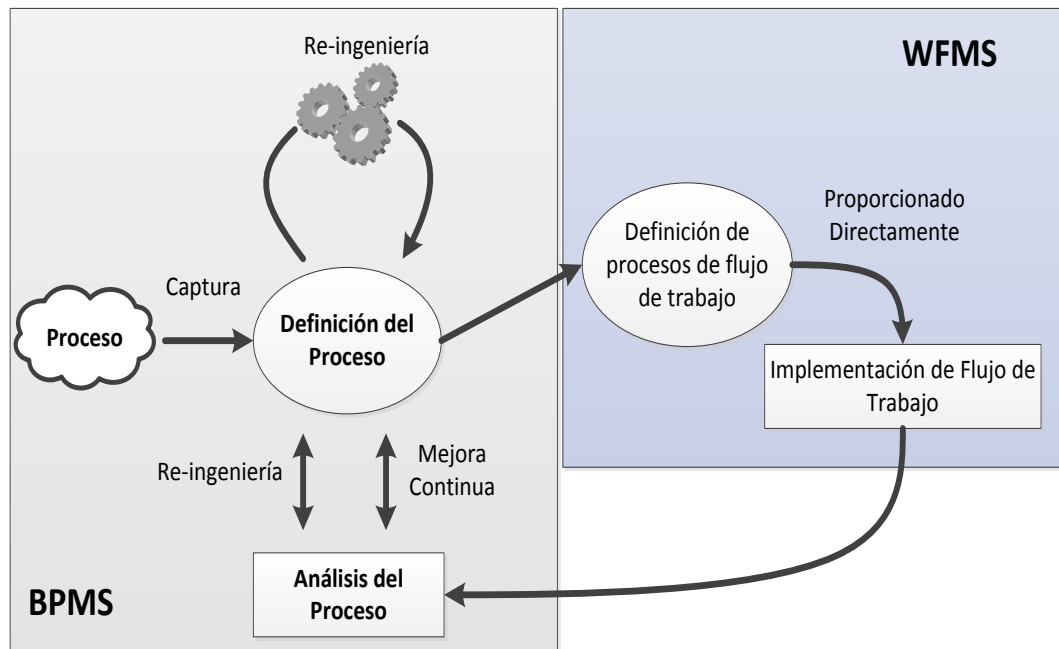 Re-ingeniería
WFMS
Proporcionado
Directamente
Definición de
procesos de flujo
de trabajo
Captura
Proceso
Definición del
Proceso
Implementación de Flujo de
Trabajo
Re-ingeniería
Mejora
Continua
Análisis del
Proceso
BPMS